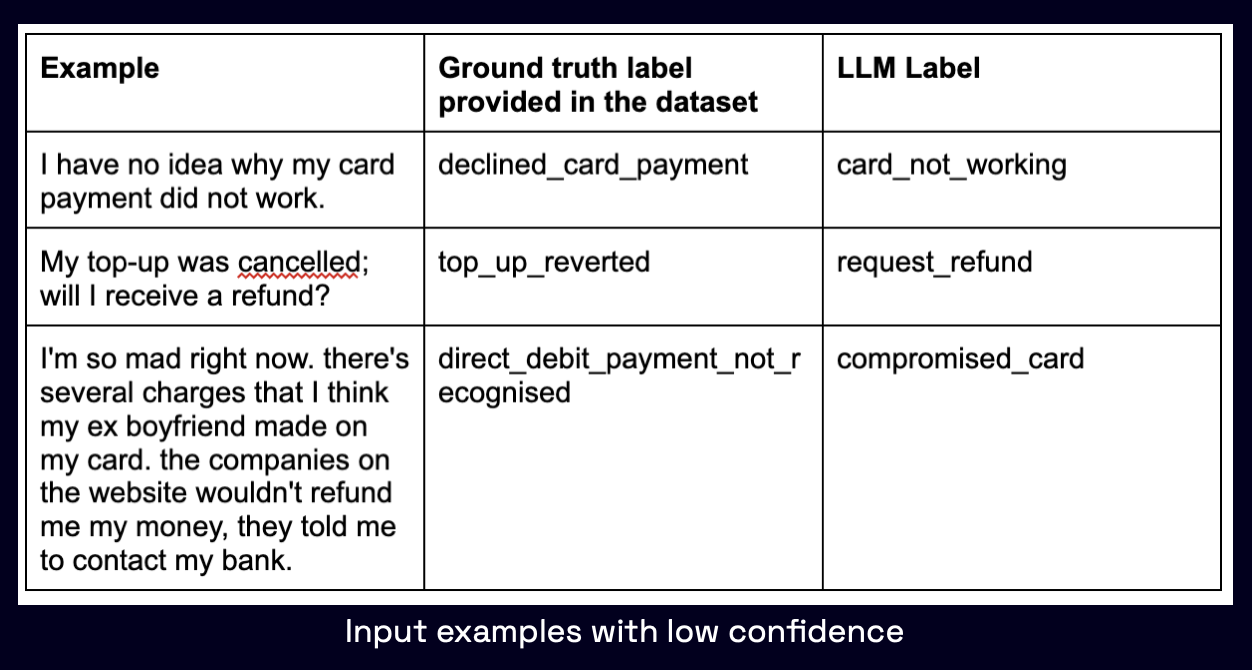 Example
Ground truth label
provided in the dataset
LLM Label
I have no idea why my card
payment did not work.
declined_card_payment
card_not_working
My top-up was cancelled;
will I receive a refund?
top_up_reverted
request_refund
I'm so mad right now. there's
several charges that I think
my ex boyfriend made on
my card. the companies on
the website wouldn't refund
me my money, they told me
to contact my bank.
direct_debit_payment_not_r
ecognised
compromised_card
Input examples with low confidence